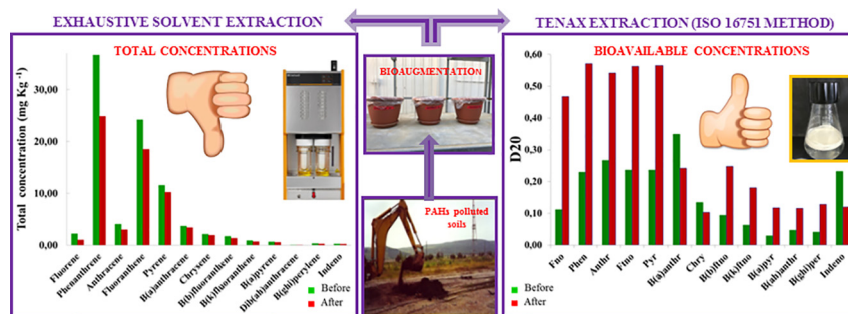 EXHAUSTIVE SOLVENT EXTRACTION
TOTAL CONCENTRATIONS
Total concentration (mg Kg⁻¹)
30,00
20,00
10,00
0,00
Fluorene
Phenanthrene
Anthracene
Fluoranthene
Pyrene
B(a)anthracene
Chrysene
B(b)fluoranthene
B(k)fluoranthene
B(a)pyrene
Dib(ah)anthracene
B(ghi)perylene
Indeno
Before
After
BIOAUGMENTATION
PAHs polluted
soils
TENAX EXTRACTION (ISO 16751 METHOD)
BIOAVAILABLE CONCENTRATIONS
D20
0,60
0,50
0,40
0,30
0,20
0,10
0,00
Fno
Phen
Anthr
Ftno
Pyr
B(a)anthr
Chry
B(b)ftno
B(k)ftno
B(a)pyr
B(ah)anthr
B(ghi)per
Indeno
Before
After